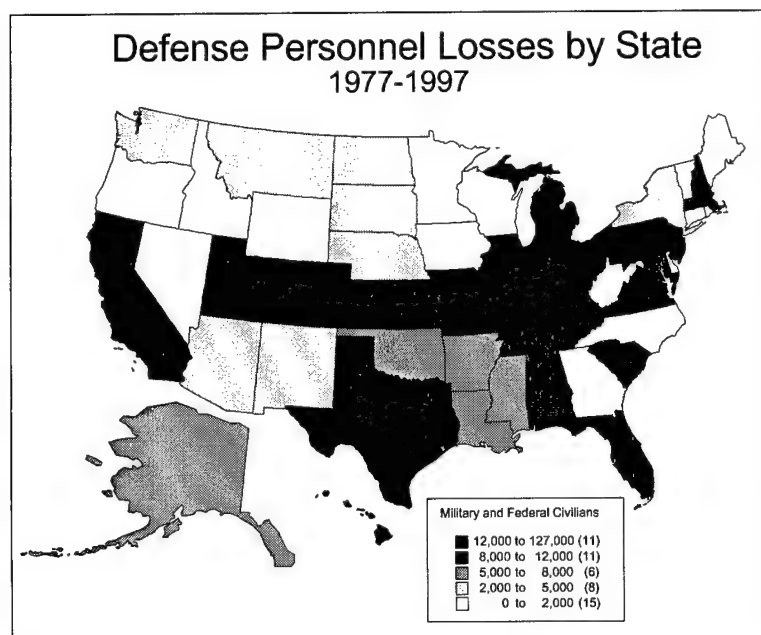 Defense Personnel Losses by State
1977-1997
Military and Federal Civilians
12,000 to 127,000 (11)
8,000 to 12,000 (11)
5,000 to 8,000 (6)
2,000 to 5,000 (8)
0 to 2,000 (15)